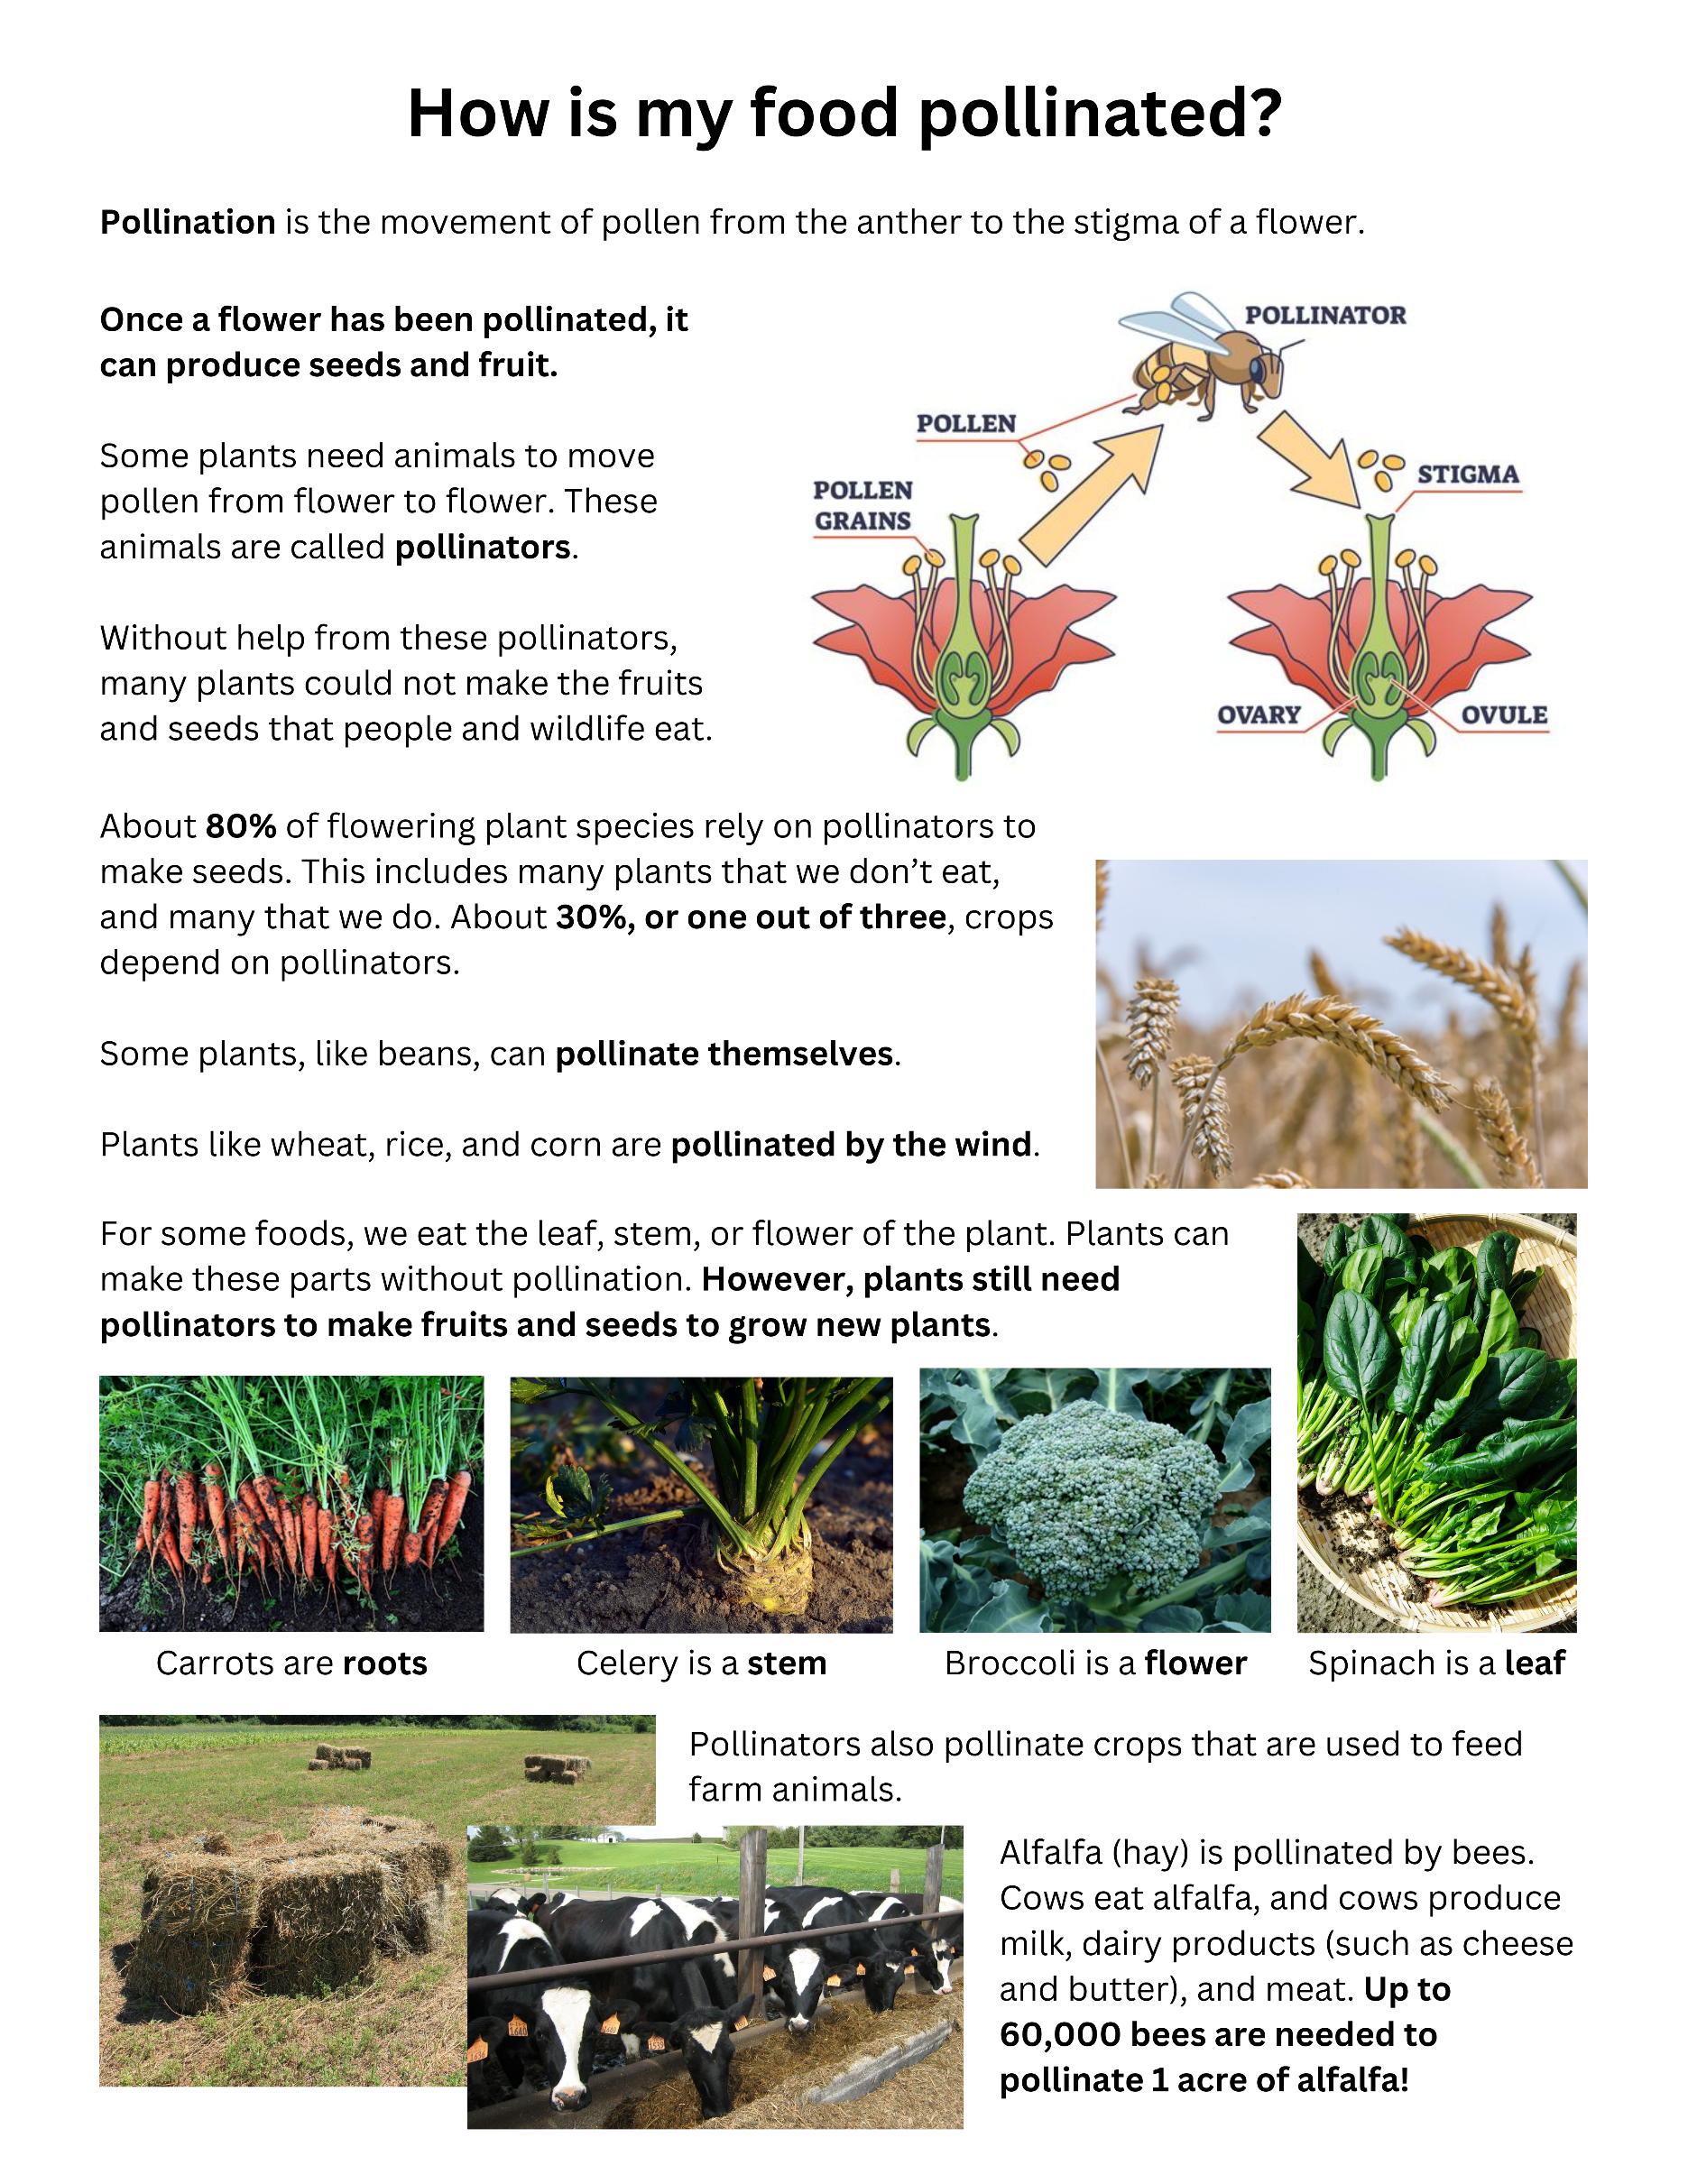 How is my food pollinated?
Pollination is the movement of pollen from the anther to the stigma of a flower.
Once a flower has been pollinated, it
can produce seeds and fruit.
Some plants need animals to move
pollen from flower to flower. These
animals are called pollinators.
Without help from these pollinators,
many plants could not make the fruits
and seeds that people and wildlife eat.
POLLINATOR
POLLEN
POLLEN
GRAINS
STIGMA
OVARY
OVULE
About 80% of flowering plant species rely on pollinators to
make seeds. This includes many plants that we don’t eat,
and many that we do. About 30%, or one out of three, crops
depend on pollinators.
Some plants, like beans, can pollinate themselves.
Plants like wheat, rice, and corn are pollinated by the wind.
For some foods, we eat the leaf, stem, or flower of the plant. Plants can
make these parts without pollination. However, plants still need
pollinators to make fruits and seeds to grow new plants.
Carrots are roots
Celery is a stem
Broccoli is a flower
Spinach is a leaf
Pollinators also pollinate crops that are used to feed
farm animals.
Alfalfa (hay) is pollinated by bees.
Cows eat alfalfa, and cows produce
milk, dairy products (such as cheese
and butter), and meat. Up to
60,000 bees are needed to
pollinate 1 acre of alfalfa!